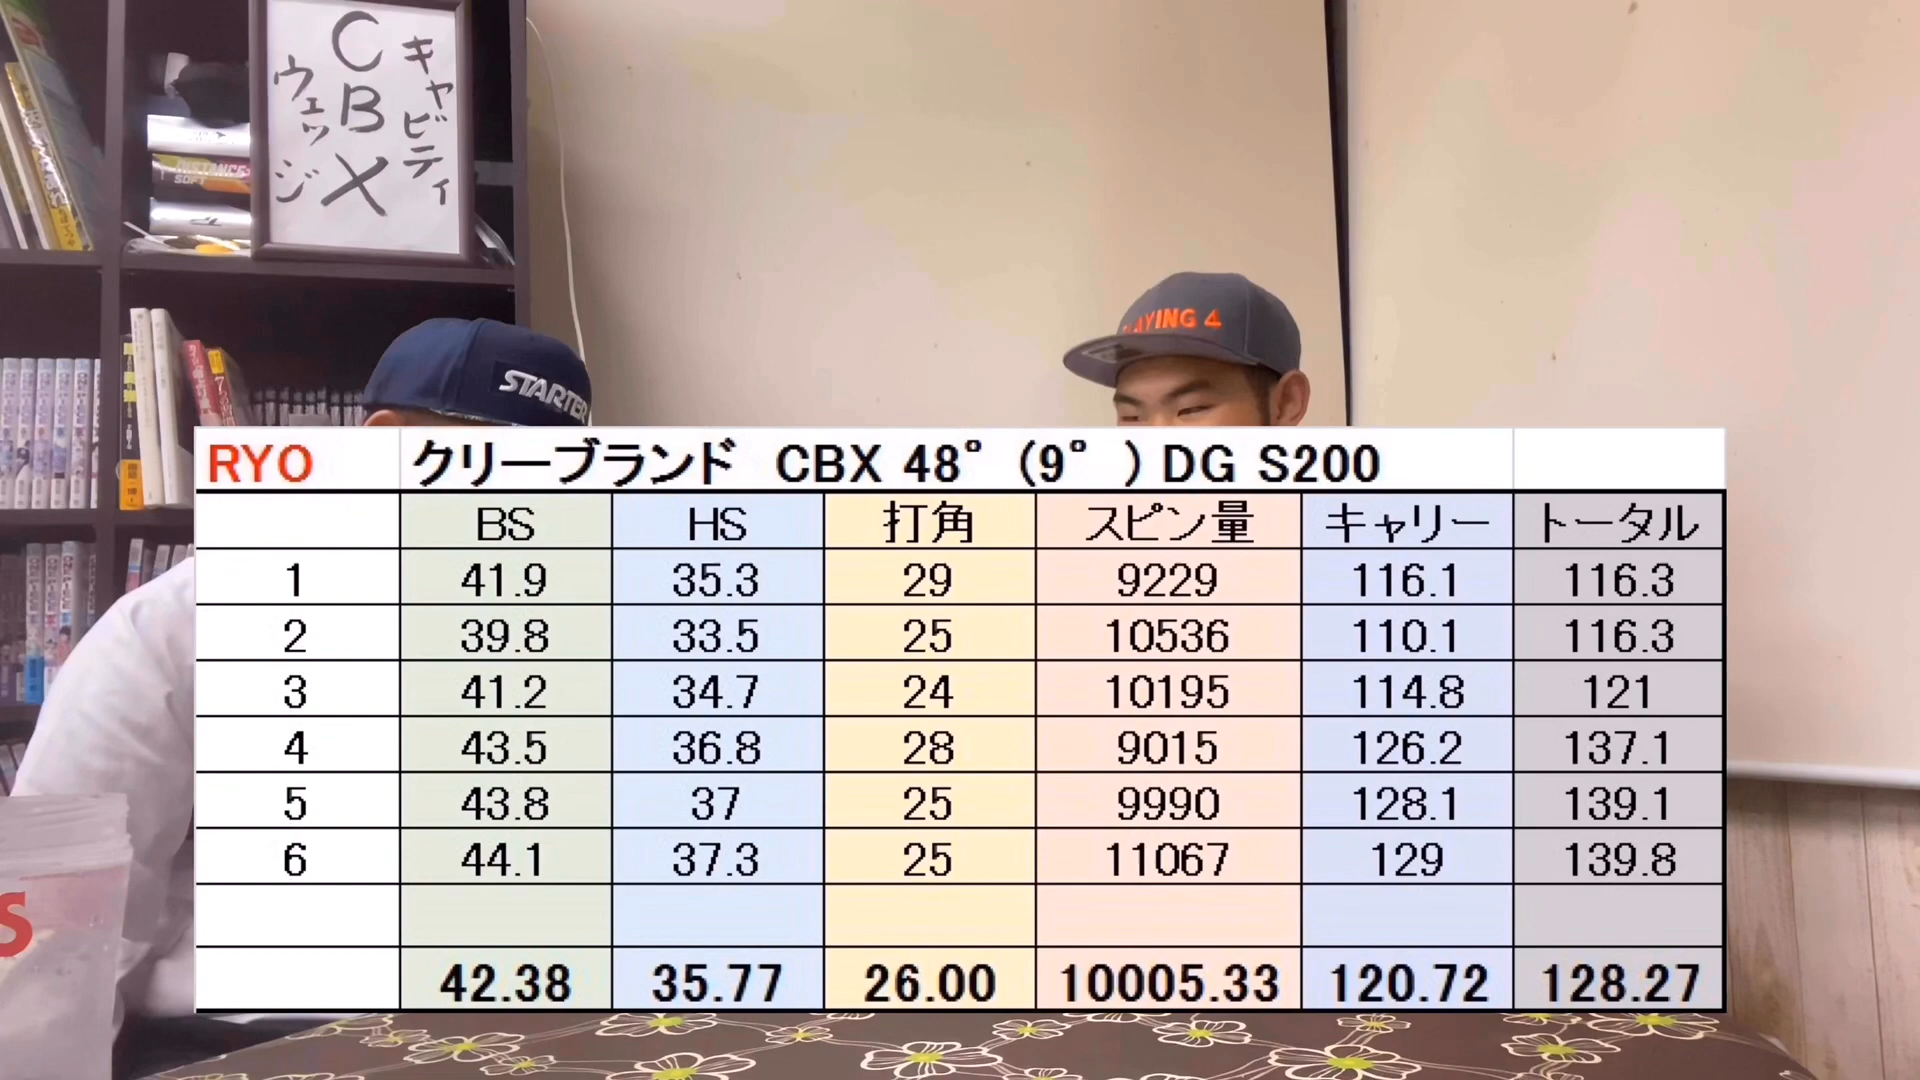 キャビティ
CBX
ウェッジ
DISTANCE
SOFT
STARTER
PLAYING 4
RYO クリーブランド CBX 48°(9°) DG S200
BS HS 打角 スピン量 キャリー トータル
1 41.9 35.3 29 9229 116.1 116.3
2 39.8 33.5 25 10536 110.1 116.3
3 41.2 34.7 24 10195 114.8 121
4 43.5 36.8 28 9015 126.2 137.1
5 43.8 37 25 9990 128.1 139.1
6 44.1 37.3 25 11067 129 139.8
42.38 35.77 26.00 10005.33 120.72 128.27
S